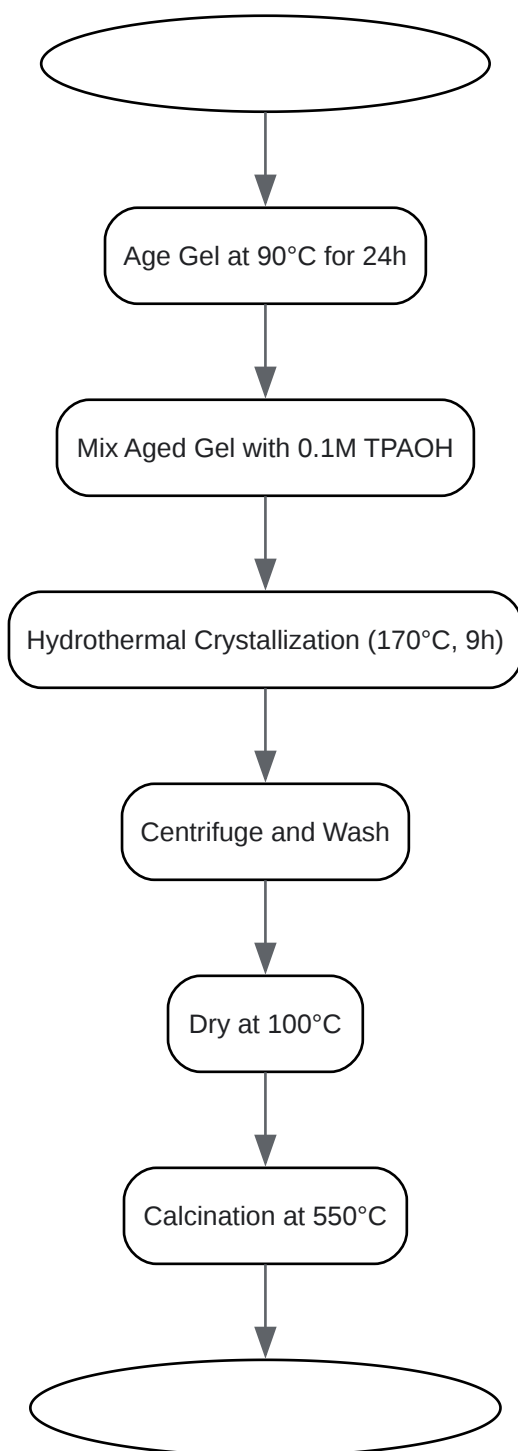 Age Gel at 90°C for 24h
Mix Aged Gel with 0.1M TPAOH
Hydrothermal Crystallization (170°C, 9h)
Centrifuge and Wash
Dry at 100°C
Calcination at 550°C